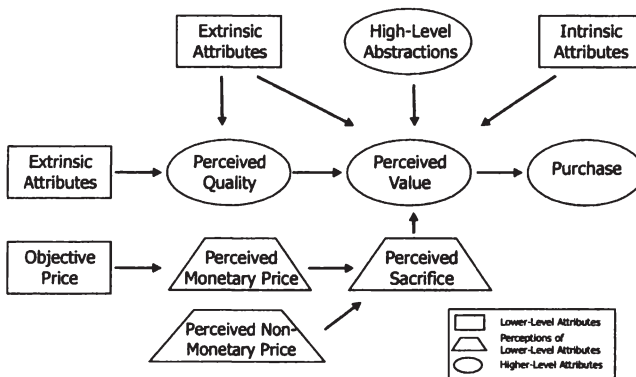 Extrinsic
Attributes
High-Level
Abstractions
Intrinsic
Attributes
Extrinsic
Attributes
Perceived
Quality
Perceived
Value
Purchase
Objective
Price
Perceived
Monetary Price
Perceived
Sacrifice
Perceived Non-
Monetary Price
Lower-Level Attributes
Perceptions of
Lower-Level Attributes
Higher-Level Attributes